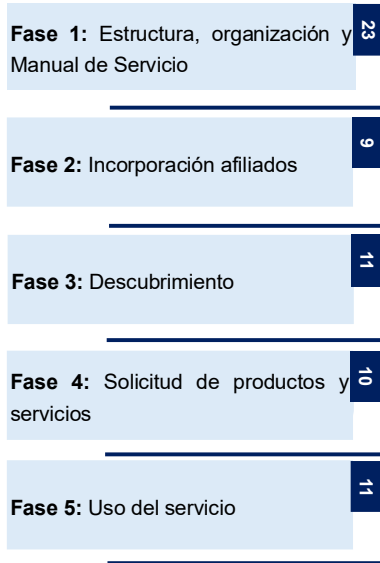 Fase 1: Estructura, organización y
Manual de Servicio
23
Fase 2: Incorporación afiliados
9
Fase 3: Descubrimiento
11
Fase 4: Solicitud de productos y
servicios
10
Fase 5: Uso del servicio
11